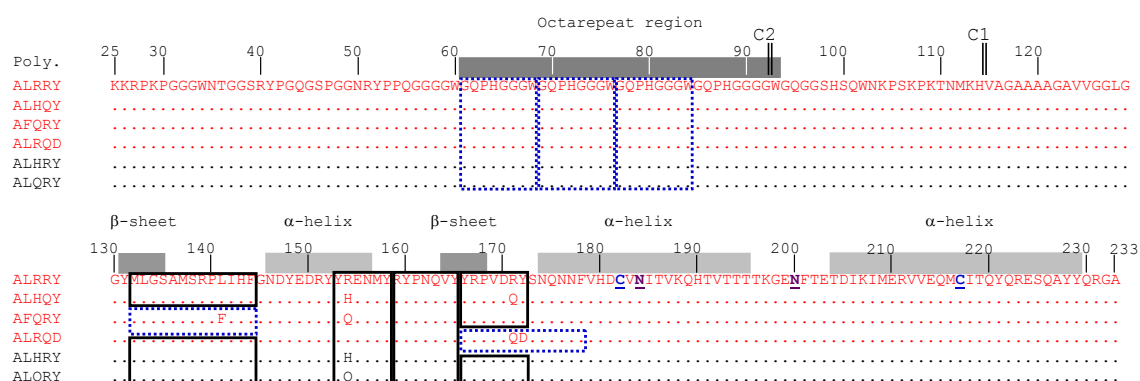 Octarepeat region
C2 C1
Poly. 25 30 40 50 60 70 80 90 100 110 120
ALRRY KKRPKPGGGWNTGGSRYPGQGSPGGNRYPPQGGGGWGQPHGGGWGQPHGGGWGQPHGGGWGQPHGGGGWGQGGSHSQWNKPSKPKTNMKHVAGAAAAGAVVGGLG
ALHQY .........................................................................................................
AFQRY .........................................................................................................
ALRQD .........................................................................................................
ALHRY .........................................................................................................
ALQRY .........................................................................................................
β-sheet α-helix β-sheet α-helix α-helix
130 140 150 160 170 180 190 200 210 220 230 233
ALRRY GYMLGSAMSRPLIHFGNDYEDRYYRENMYRYPNQVYYRPVDRYSNQNNFVHDCVNITVKQHTVTTTTKGENFTETDIKIMERVVEQMCITQYQRESQAYYQRGA
ALHQY ........................H................Q..............................................................
AFQRY ...........F............Q...............................................................................
ALRQD .........................................QD.............................................................
ALHRY ........................H...............................................................................
ALQRY ........................Q...............................................................................